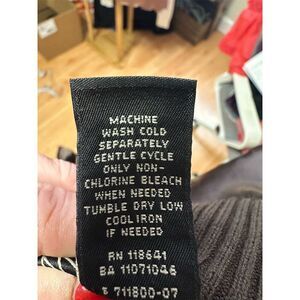 MACHINE
WASH COLD
SEPARATELY
GENTLE CYCLE
ONLY NON-
CHLORINE BLEACH
WHEN NEEDED
TUMBLE DRY LOW
COOL IRON
IF NEEDED
RN 118641
BA 11071046
711800-07